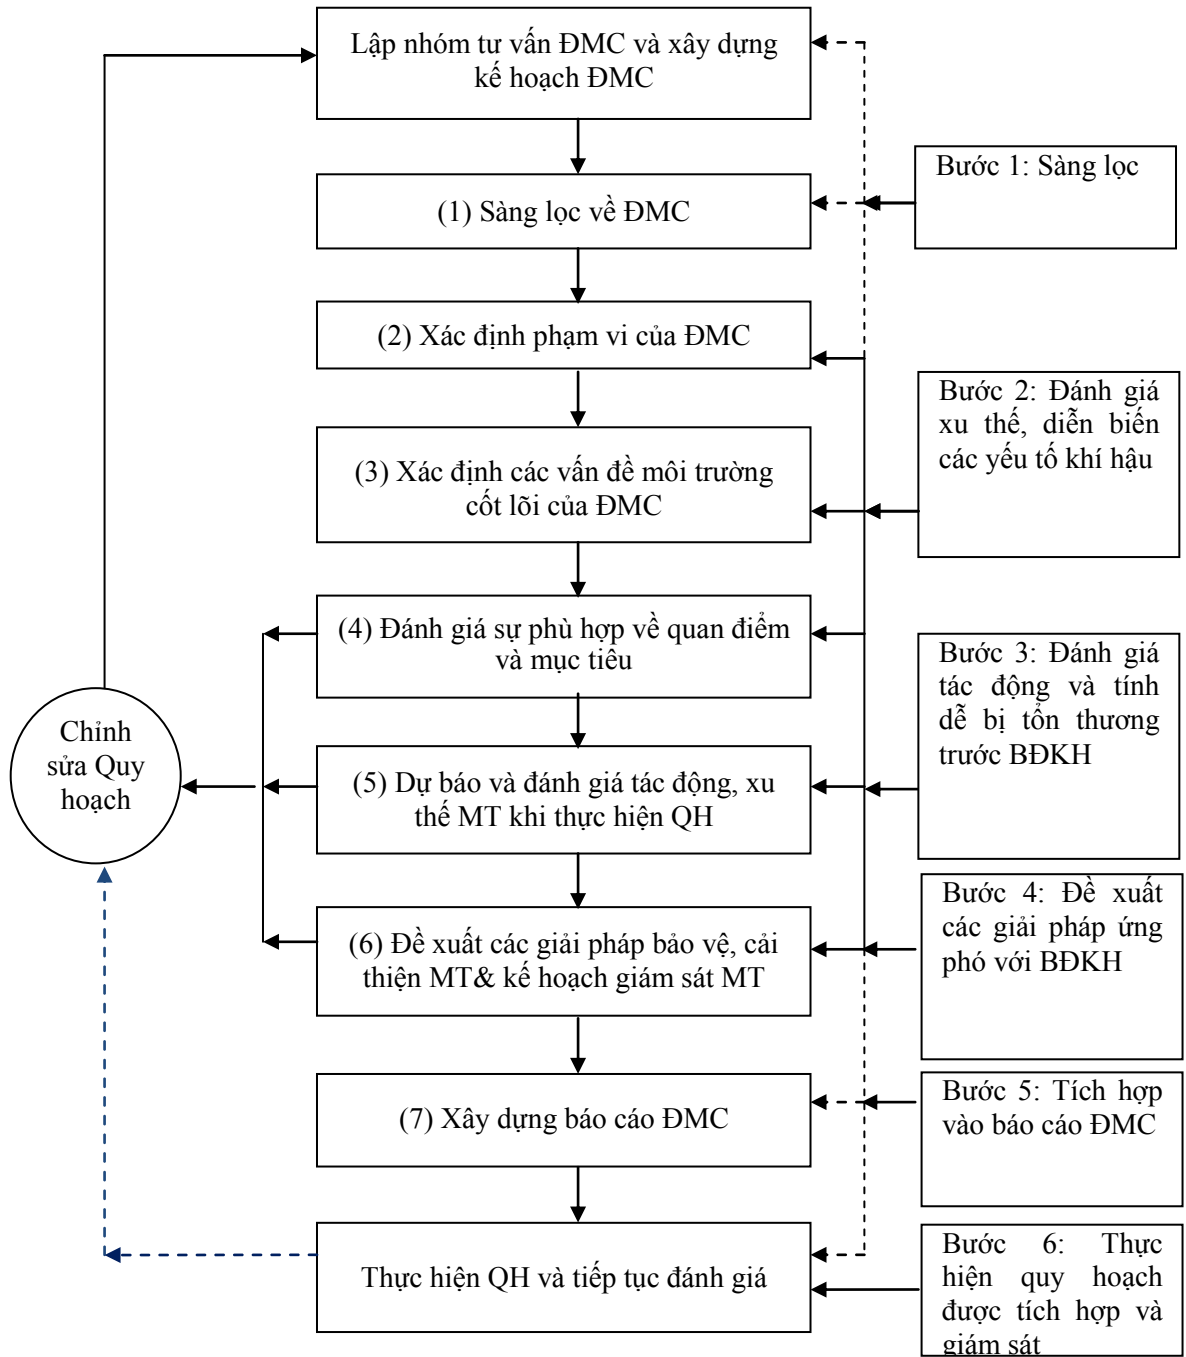 Lập nhóm tư vấn ĐMC và xây dựng
kế hoạch ĐMC
Bước 1: Sàng lọc
(1) Sàng lọc về ĐMC
(2) Xác định phạm vi của ĐMC
Bước 2: Đánh giá
xu thế, diễn biến
các yếu tố khí hậu
(3) Xác định các vấn đề môi trường
cốt lõi của ĐMC
(4) Đánh giá sự phù hợp về quan điểm
và mục tiêu
Bước 3: Đánh giá
tác động và tính
dễ bị tổn thương
trước BĐKH
Chỉnh
sửa Quy
hoạch
(5) Dự báo và đánh giá tác động, xu
thế MT khi thực hiện QH
Bước 4: Đề xuất
các giải pháp ứng
phó với BĐKH
(6) Đề xuất các giải pháp bảo vệ, cải
thiện MT& kế hoạch giám sát MT
Bước 5: Tích hợp
vào báo cáo ĐMC
(7) Xây dựng báo cáo ĐMC
Bước 6: Thực
hiện quy hoạch
được tích hợp và
giám sát
Thực hiện QH và tiếp tục đánh giá